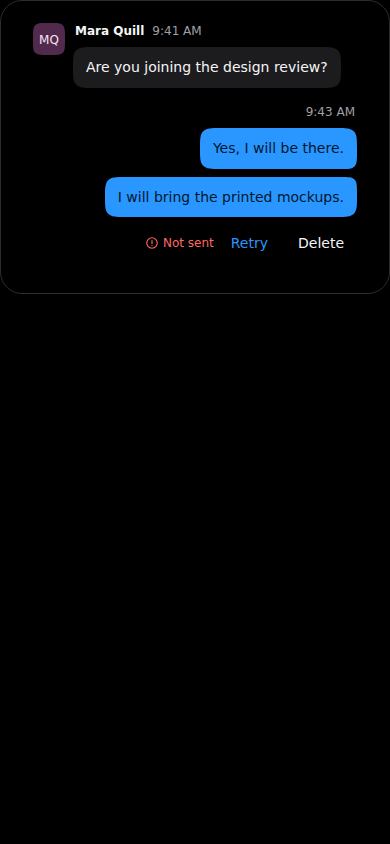 MQ
Mara Quill 9:41 AM
Are you joining the design review?
9:43 AM
Yes, I will be there.
I will bring the printed mockups.
Not sent Retry Delete